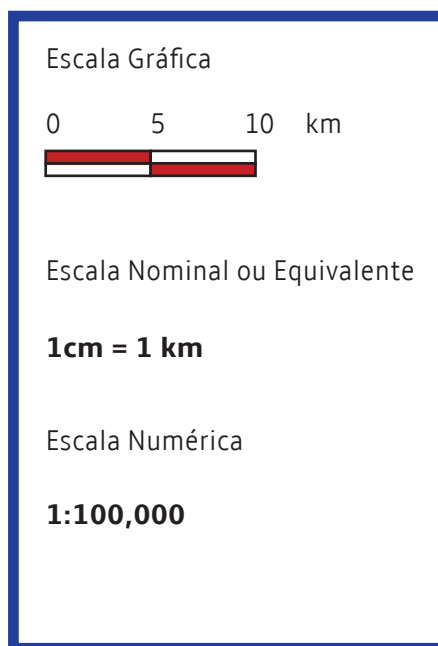 Escala Gráfica
0 5 10 km
Escala Nominal ou Equivalente
1cm = 1 km
Escala Numérica
1:100,000